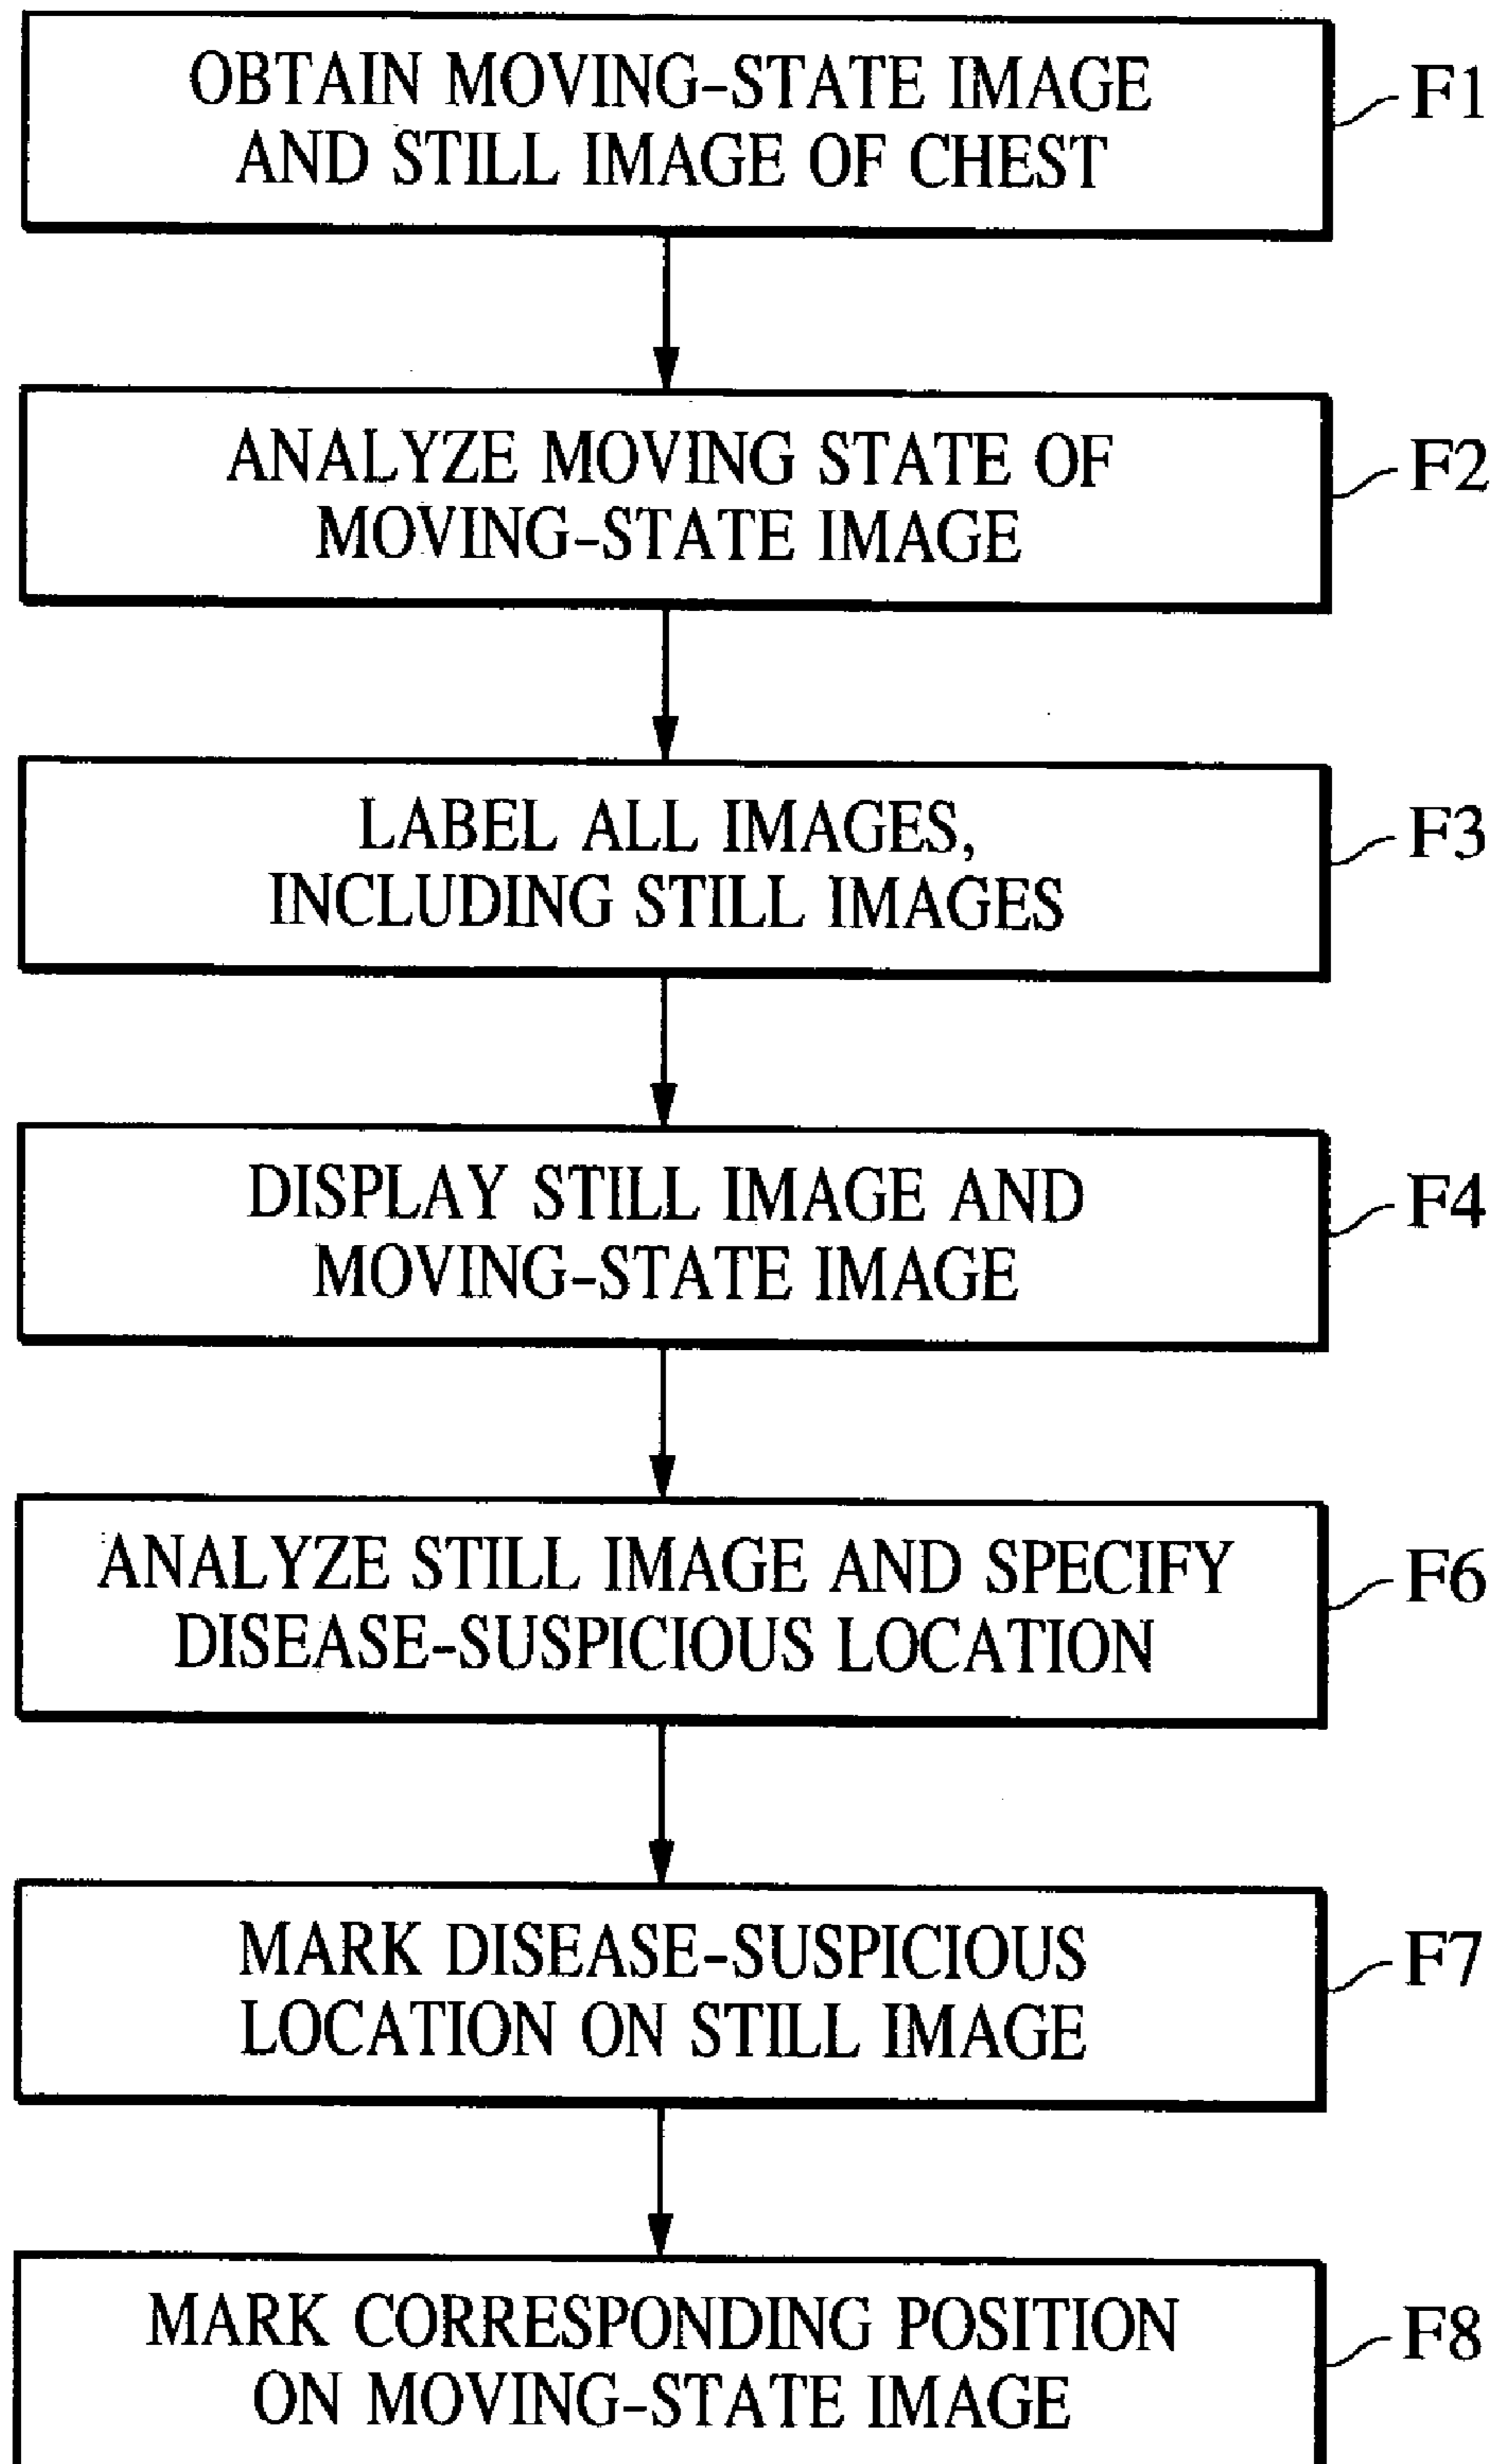 OBTAIN MOVING-STATE IMAGE
AND STILL IMAGE OF CHEST
F1
ANALYZE MOVING STATE OF
MOVING-STATE IMAGE
F2
LABEL ALL IMAGES,
INCLUDING STILL IMAGES
F3
DISPLAY STILL IMAGE AND
MOVING-STATE IMAGE
F4
ANALYZE STILL IMAGE AND SPECIFY
DISEASE-SUSPICIOUS LOCATION
F6
MARK DISEASE-SUSPICIOUS
LOCATION ON STILL IMAGE
F7
MARK CORRESPONDING POSITION
ON MOVING-STATE IMAGE
F8